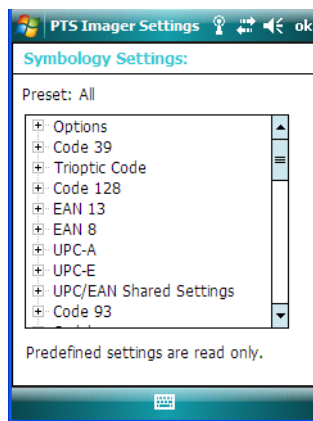 PTS Imager Settings ok
Symbology Settings:
Preset: All
Options
Code 39
Trioptic Code
Code 128
EAN 13
EAN 8
UPC-A
UPC-E
UPC/EAN Shared Settings
Code 93
Predefined settings are read only.